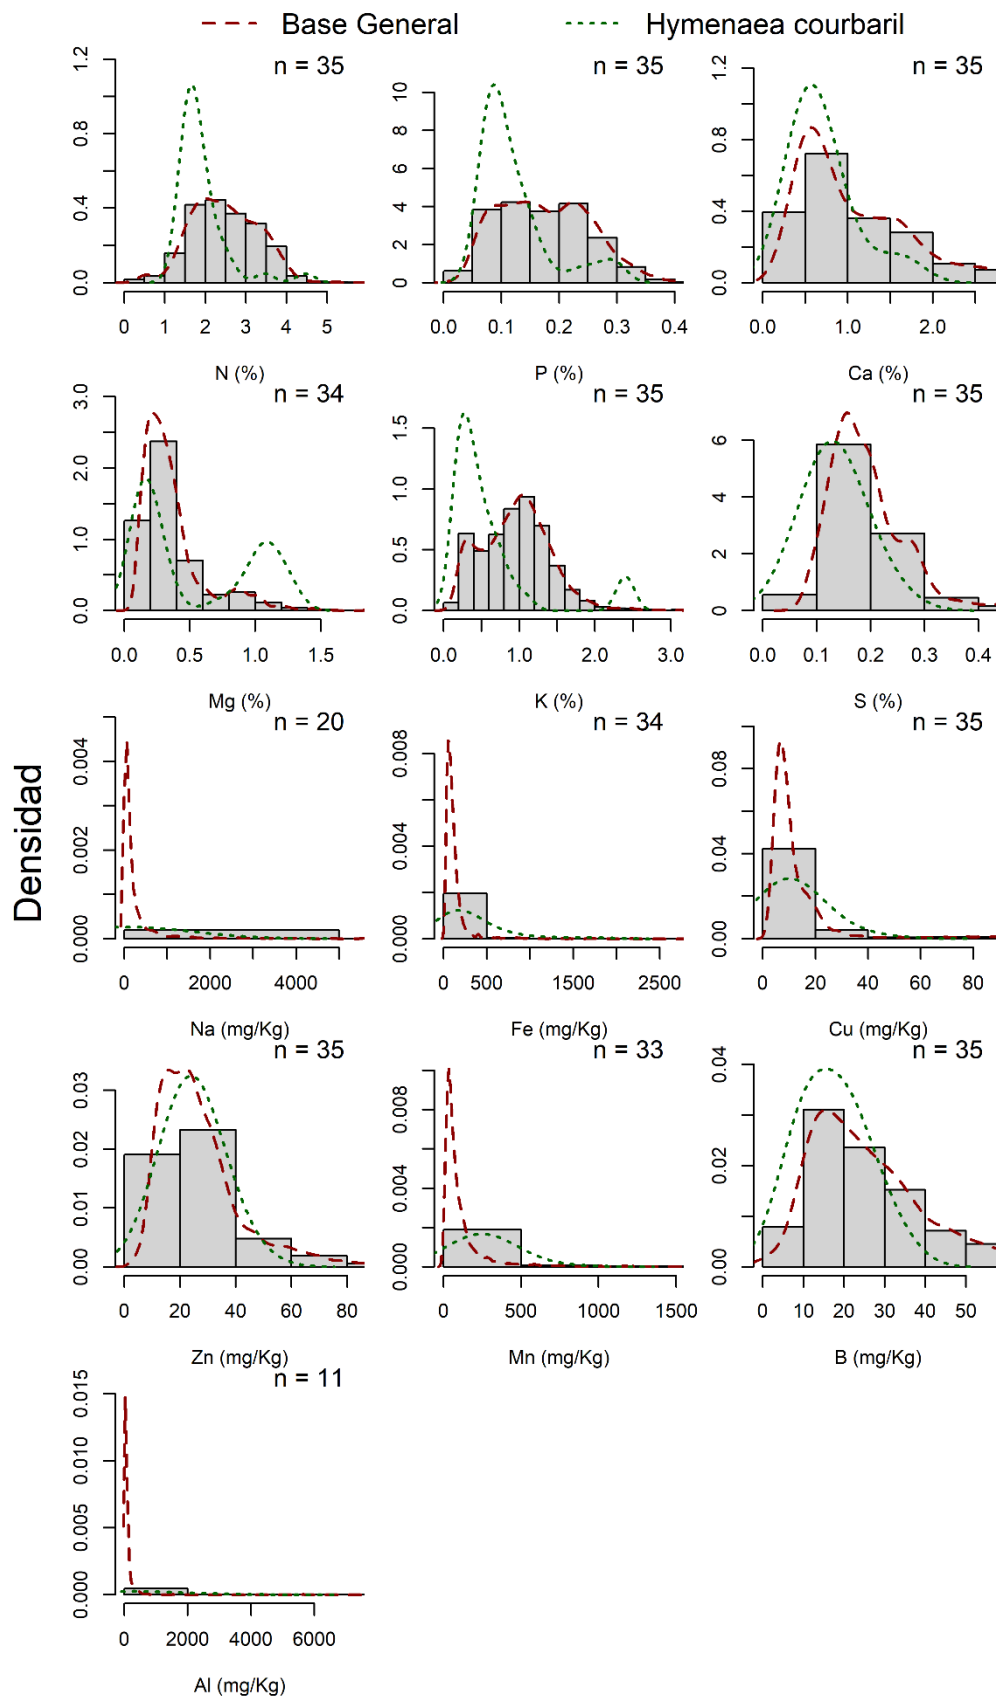 Base General Hymenaea courbaril
n = 35 n = 35 n = 35
0.0 0.4 0.8 1.2
0 2 4 6 8 10
0.0 0.4 0.8 1.2
0 1 2 3 4 5
0.0 0.1 0.2 0.3 0.4
0.0 1.0 2.0
N (%) P (%) Ca (%)
n = 34 n = 35 n = 35
0.0 1.0 2.0 3.0
0.0 0.5 1.0 1.5
0 2 4 6
0.0 0.5 1.0 1.5
0.0 1.0 2.0 3.0
0.0 0.1 0.2 0.3 0.4
Mg (%) K (%) S (%)
n = 20 n = 34 n = 35
Densidad
0.000 0.002 0.004
0.000 0.004 0.008
0.00 0.04 0.08
0 2000 4000
0 500 1500 2500
0 20 40 60 80
Na (mg/Kg) Fe (mg/Kg) Cu (mg/Kg)
n = 35 n = 33 n = 35
0.00 0.01 0.02 0.03
0.000 0.004 0.008
0.00 0.02 0.04
0 20 40 60 80
0 500 1000 1500
0 10 20 30 40 50
Zn (mg/Kg) Mn (mg/Kg) B (mg/Kg)
n = 11
0.000 0.005 0.010 0.015
0 2000 4000 6000
Al (mg/Kg)